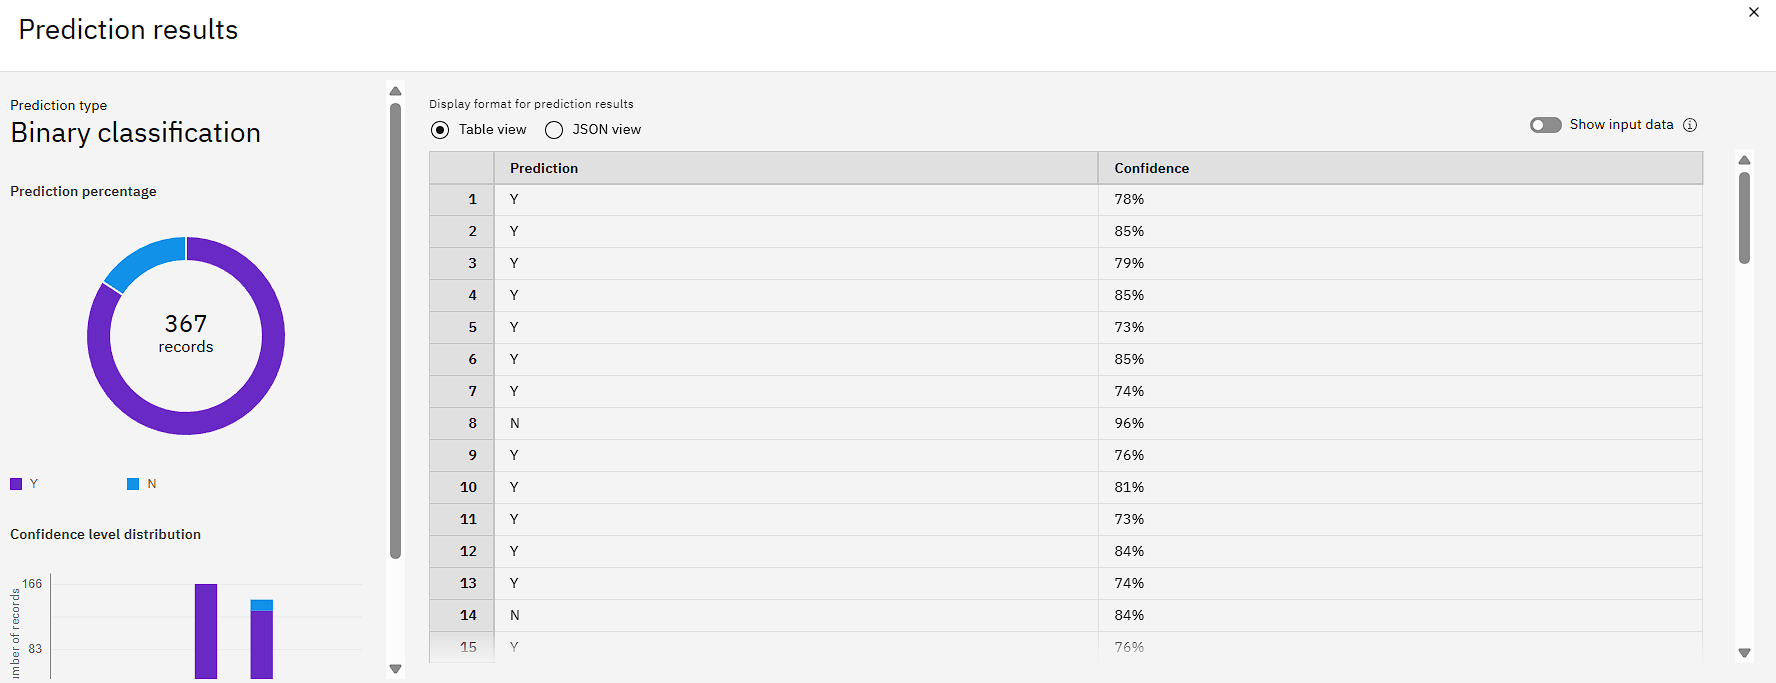 Prediction results
Prediction type
Binary classification
Prediction percentage
367
records
Y N
Confidence level distribution
166
83
of records
Display format for prediction results
Table view JSON view
Show input data
Prediction Confidence
1 Y 78%
2 Y 85%
3 Y 79%
4 Y 85%
5 Y 73%
6 Y 85%
7 Y 74%
8 N 96%
9 Y 76%
10 Y 81%
11 Y 73%
12 Y 84%
13 Y 74%
14 N 84%
15 Y 76%